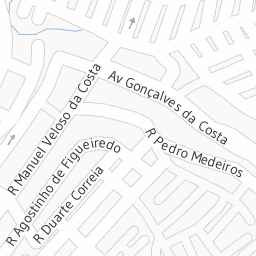 Av Gonçalves da Costa
R Manuel Veloso da Costa
R Pedro Medeiros
R Agostinho de Figueiredo
R Duarte Correia